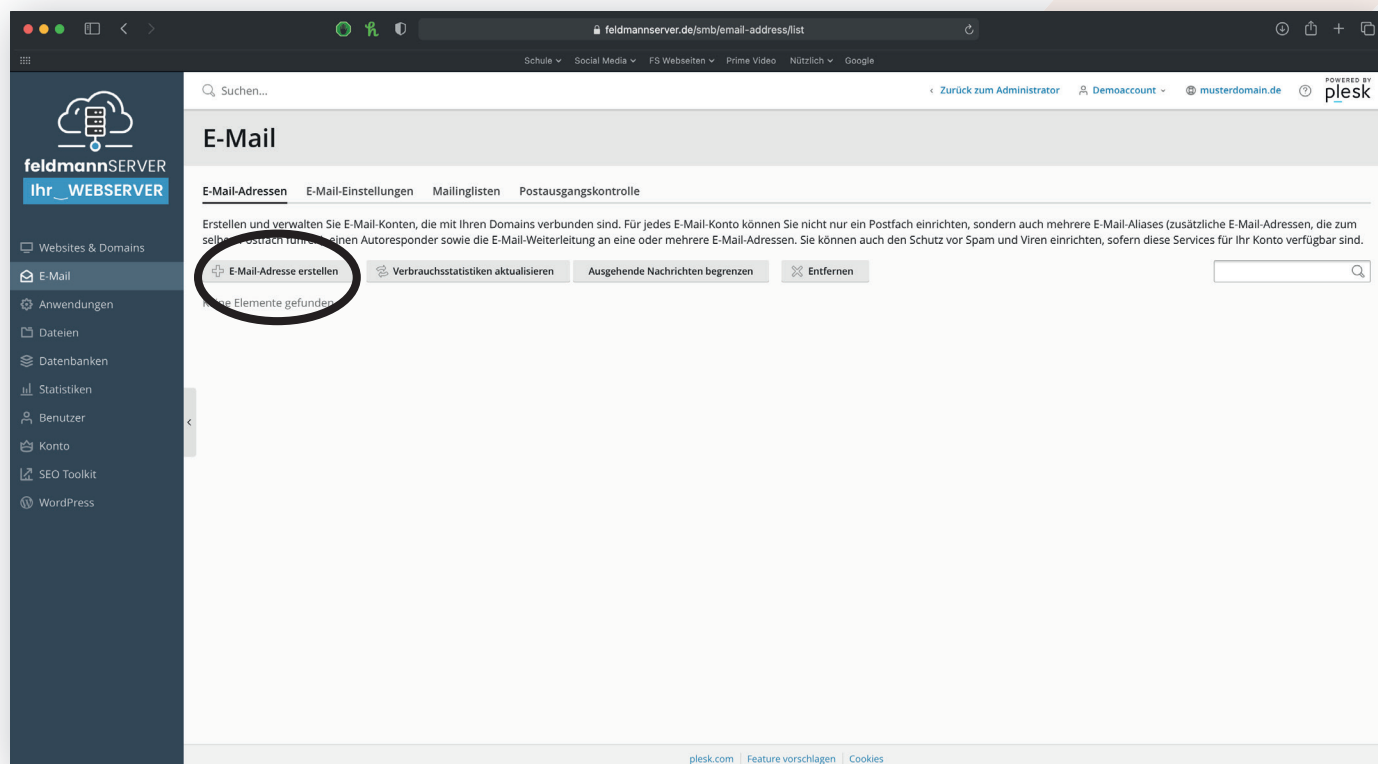 feldmannserver.de/smb/email-address/list
Schule Social Media FS Webseiten Prime Video Nützlich Google
feldmannSERVER
Ihr_WEBSERVER
Websites & Domains
E-Mail
Anwendungen
Dateien
Datenbanken
Statistiken
Benutzer
Konto
SEO Toolkit
WordPress
Suchen...
Zurück zum Administrator Demoaccount musterdomain.de
POWERED BY
plesk
E-Mail
E-Mail-Adressen E-Mail-Einstellungen Mailinglisten Postausgangskontrolle
Erstellen und verwalten Sie E-Mail-Konten, die mit Ihren Domains verbunden sind. Für jedes E-Mail-Konto können Sie nicht nur ein Postfach einrichten, sondern auch mehrere E-Mail-Aliases (zusätzliche E-Mail-Adressen, die zum
einen Autoresponder sowie die E-Mail-Weiterleitung an eine oder mehrere E-Mail-Adressen. Sie können auch den Schutz vor Spam und Viren einrichten, sofern diese Services für Ihr Konto verfügbar sind.
E-Mail-Adresse erstellen Verbrauchsstatistiken aktualisieren Ausgehende Nachrichten begrenzen Entfernen
Elemente gefunden
plesk.com Feature vorschlagen Cookies